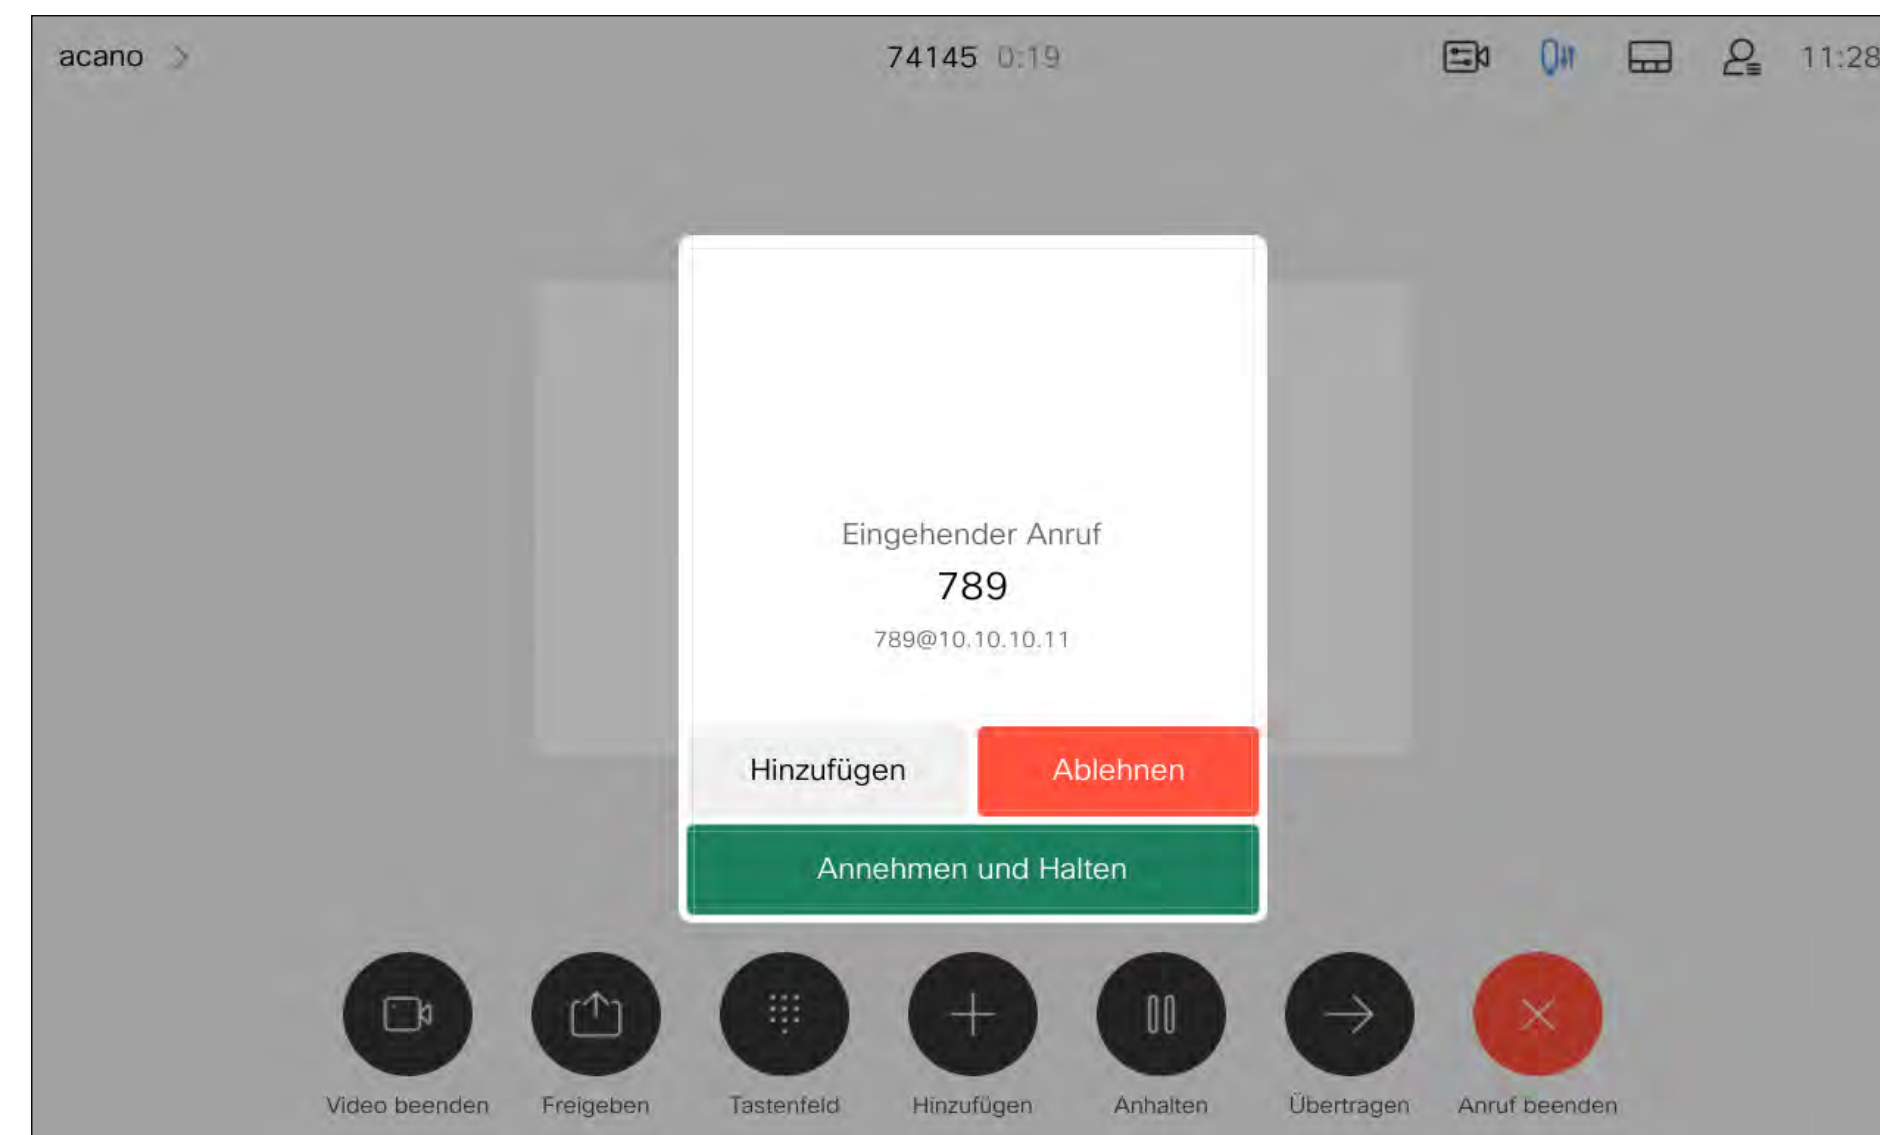 acano
74145 0:19
11:28
Eingehender Anruf
789
789@10.10.10.11
Hinzufügen Ablehnen
Annehmen und Halten
Video beenden Freigeben Tastenfeld Hinzufügen Anhalten Übertragen Anruf beenden